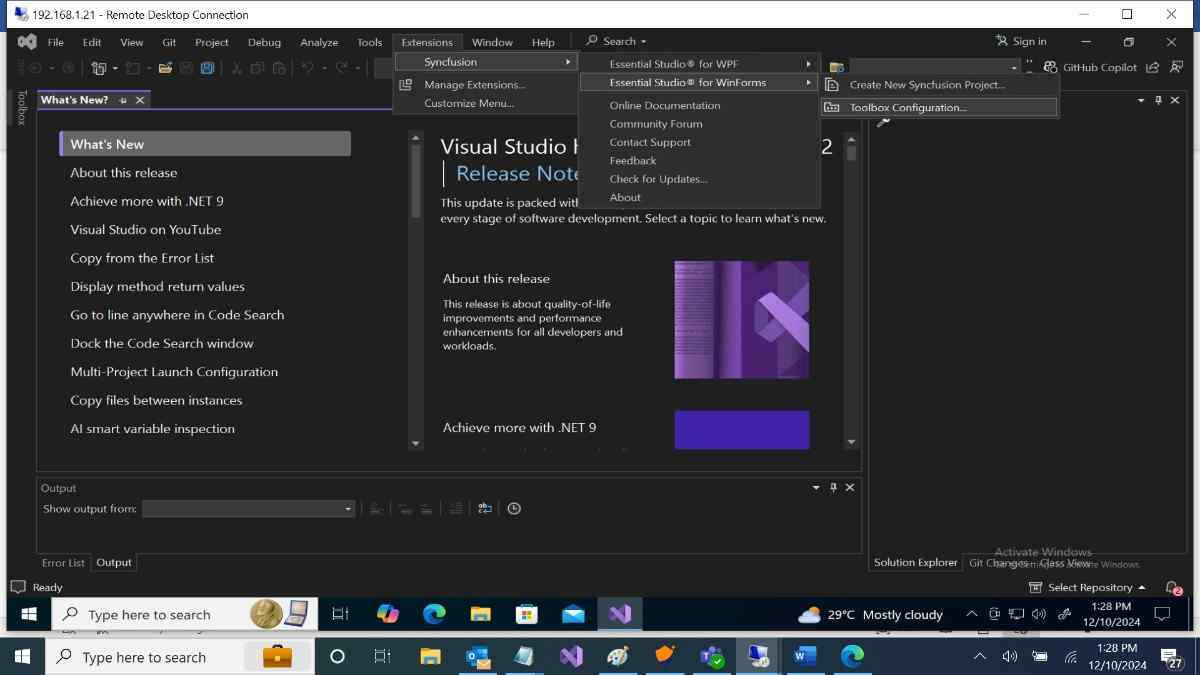 192.168.1.21 - Remote Desktop Connection
File Edit View Git Project Debug Analyze Tools Extensions Window Help Search Sign in
GitHub Copilot
Syncfusion
Manage Extensions...
Customize Menu...
Essential Studio® for WPF
Essential Studio® for WinForms
Online Documentation
Community Forum
Contact Support
Feedback
Check for Updates...
About
Create New Syncfusion Project...
Toolbox Configuration...
Toolbox
What's New?
What's New
About this release
Achieve more with .NET 9
Visual Studio on YouTube
Copy from the Error List
Display method return values
Go to line anywhere in Code Search
Dock the Code Search window
Multi-Project Launch Configuration
Copy files between instances
AI smart variable inspection
Visual Studio 2
Release
This update is packed
every stage of software development. Select a topic to learn what's new.
About this release
This release is about quality-of-life
improvements and performance
enhancements for all developers and
workloads.
Achieve more with .NET 9
Output
Show output from:
Error List Output
Solution Explorer Git Changes Class View
Activate Windows
to activate Windows.
Ready
Select Repository
2
Type here to search
29°C Mostly cloudy
1:28 PM
12/10/2024
Type here to search
1:28 PM
12/10/2024
27